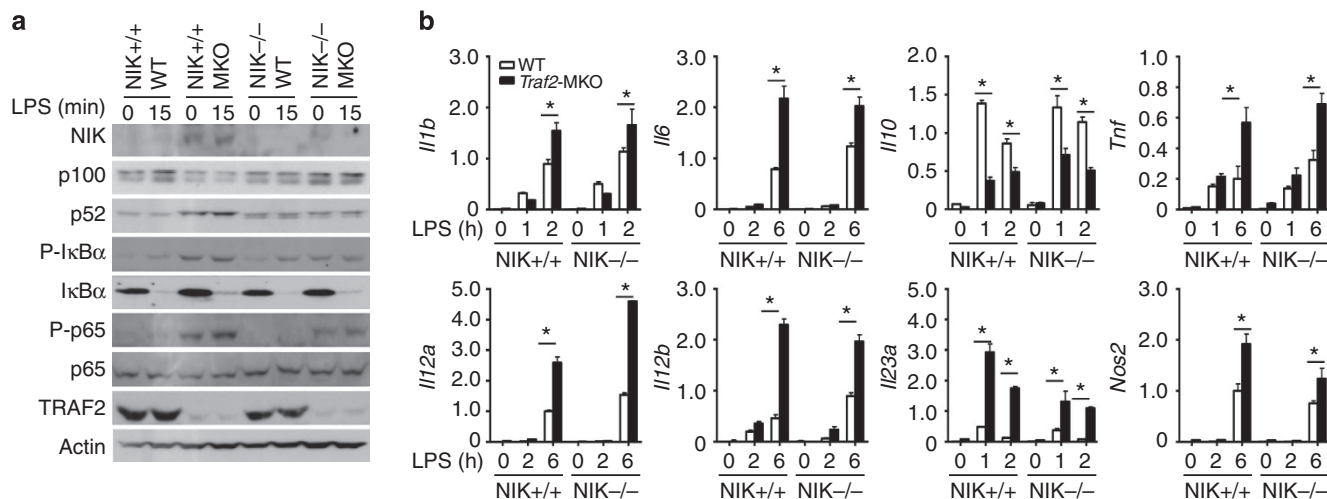 a
NIK+/+ WT
NIK+/+ MKO
NIK–/– WT
NIK–/– MKO
LPS (min) 0 15 0 15 0 15 0 15
NIK
p100
p52
P-IκBα
IκBα
P-p65
p65
TRAF2
Actin
b
WT
Traf2-MKO
Il1b
3.0
2.0
1.0
0
*
*
LPS (h) 0 1 2 0 1 2
NIK+/+ NIK–/–
Il6
3.0
2.0
1.0
0
*
*
0 2 6 0 2 6
NIK+/+ NIK–/–
Il10
2.0
1.5
1.0
0.5
0
*
*
*
*
0 1 2 0 1 2
NIK+/+ NIK–/–
Tnf
1.0
0.8
0.6
0.4
0.2
0
*
*
0 1 6 0 1 6
NIK+/+ NIK–/–
Il12a
5.0
4.0
3.0
2.0
1.0
0
*
*
LPS (h) 0 2 6 0 2 6
NIK+/+ NIK–/–
Il12b
3.0
2.0
1.0
0
*
*
0 2 6 0 2 6
NIK+/+ NIK–/–
Il23a
5.0
4.0
3.0
2.0
1.0
0
*
*
*
*
0 1 2 0 1 2
NIK+/+ NIK–/–
Nos2
3.0
2.0
1.0
0
*
*
0 2 6 0 2 6
NIK+/+ NIK–/–